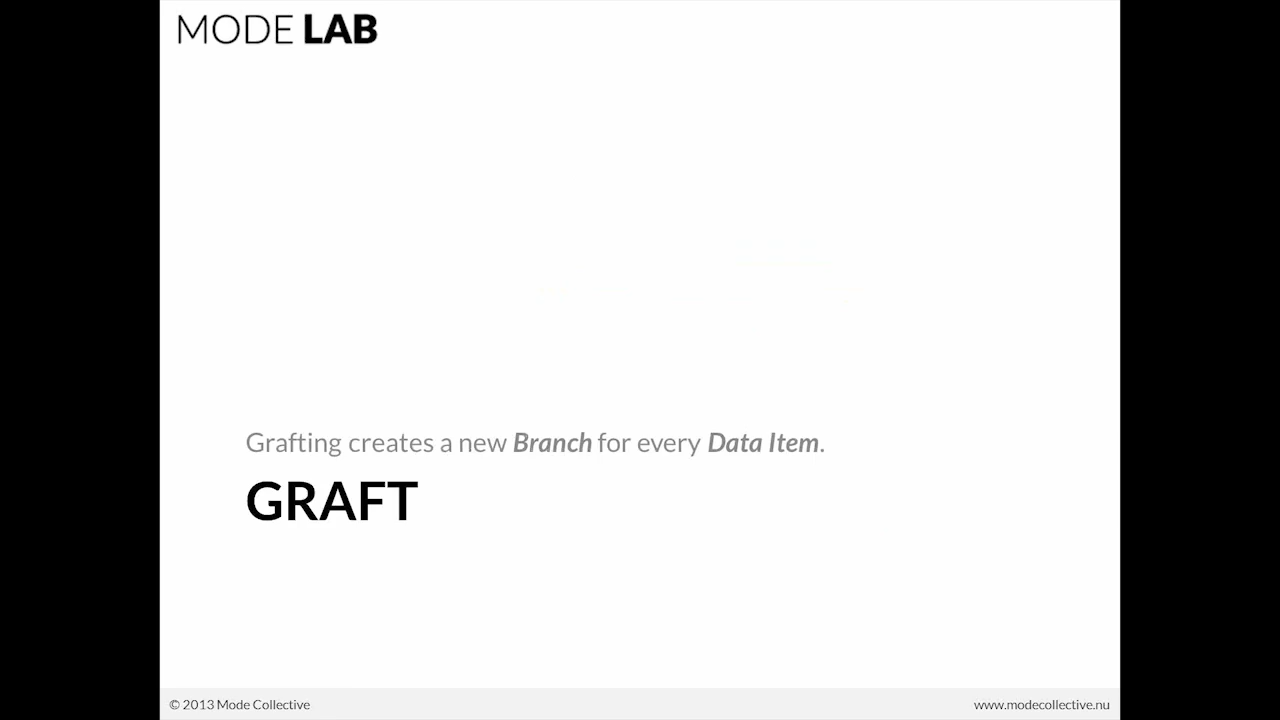 MODE LAB
Grafting creates a new Branch for every Data Item.
GRAFT
© 2013 Mode Collective
www.modecollective.nu